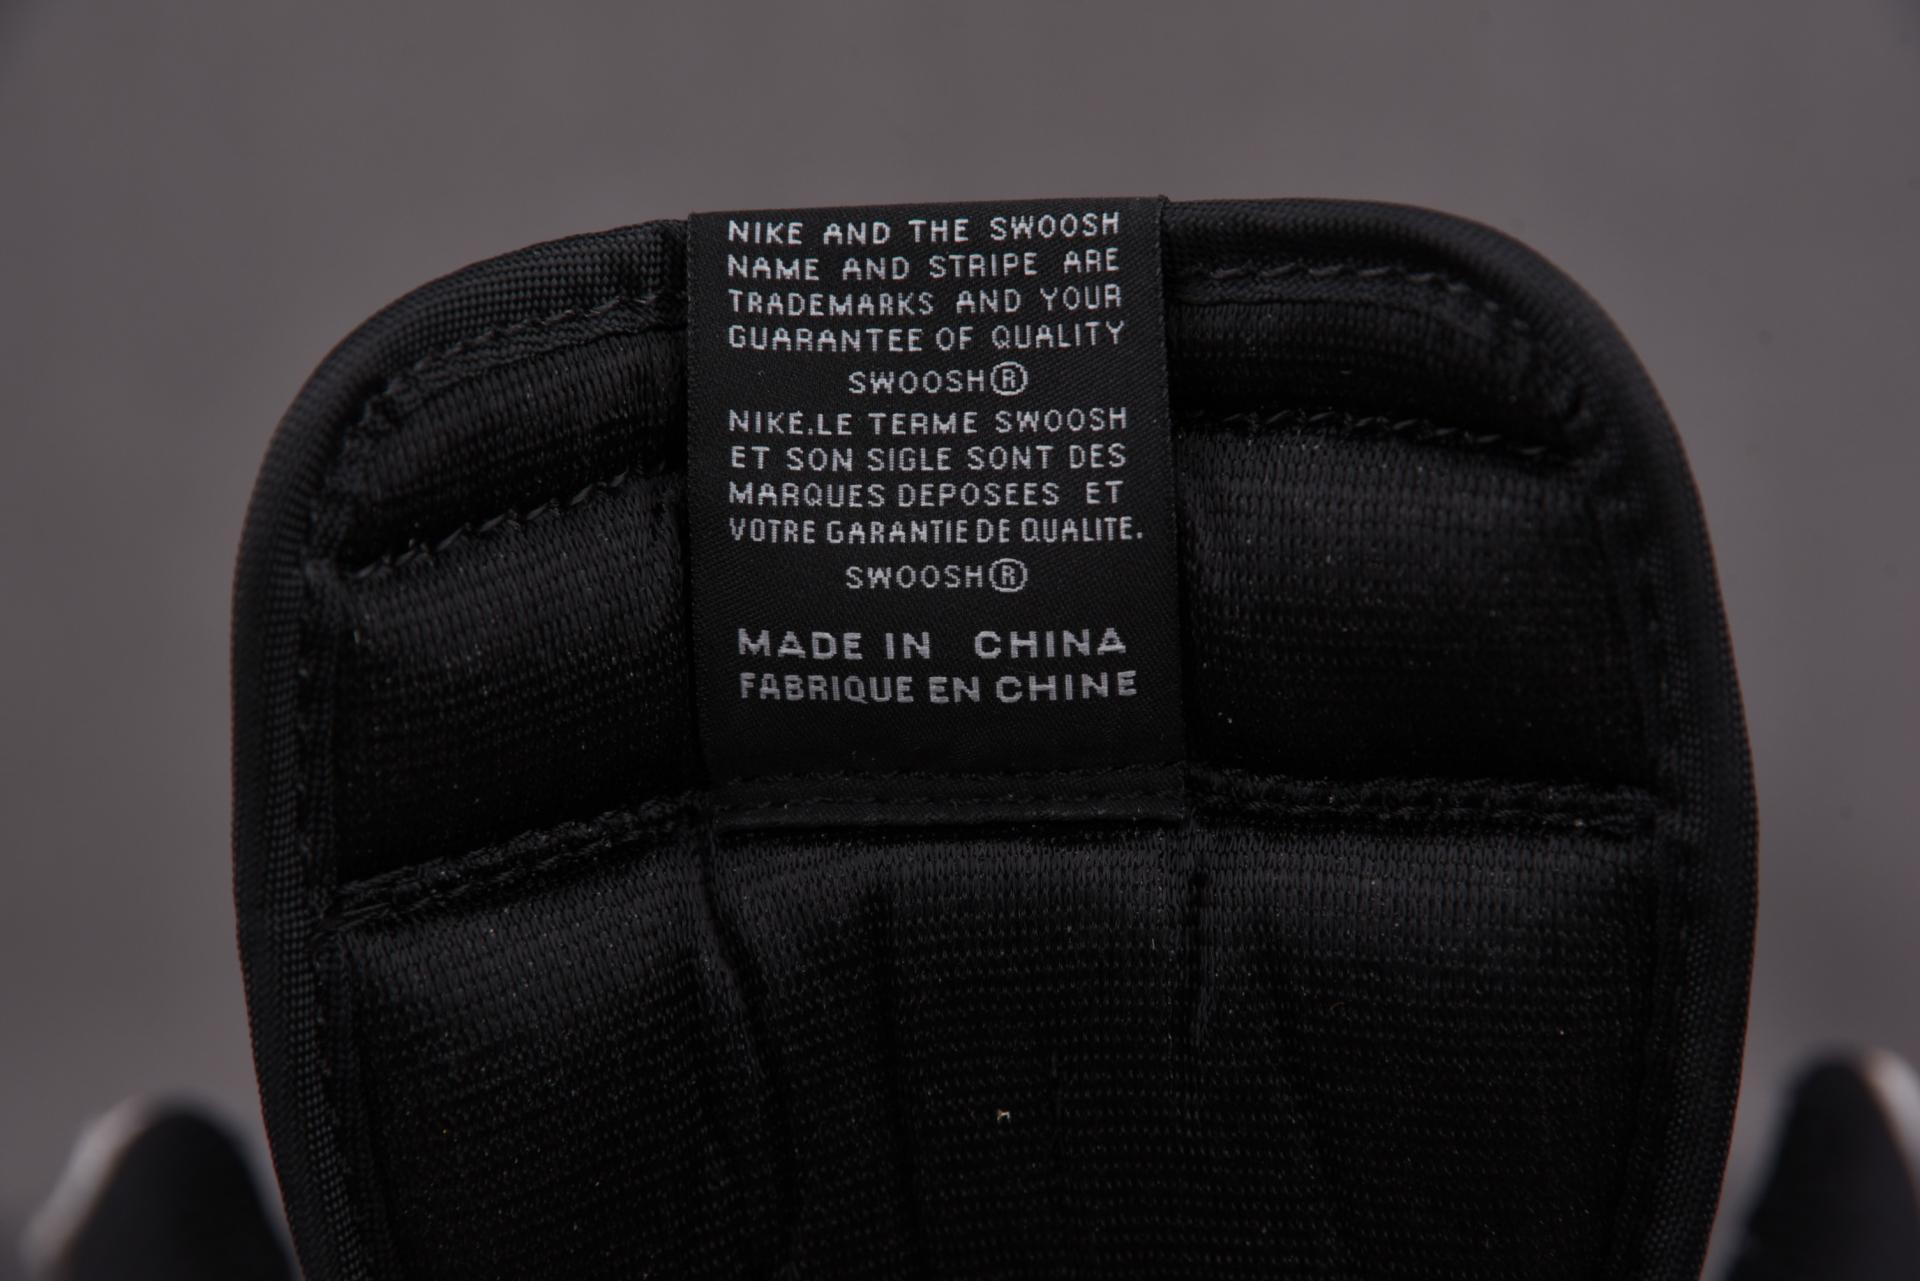 NIKE AND THE SWOOSH
NAME AND STRIPE ARE
TRADEMARKS AND YOUR
GUARANTEE OF QUALITY
SWOOSH®
NIKE.LE TERME SWOOSH
ET SON SIGLE SONT DES
MARQUES DEPOSEES ET
VOTRE GARANTIE DE QUALITE.
SWOOSH®
MADE IN CHINA
FABRIQUE EN CHINE